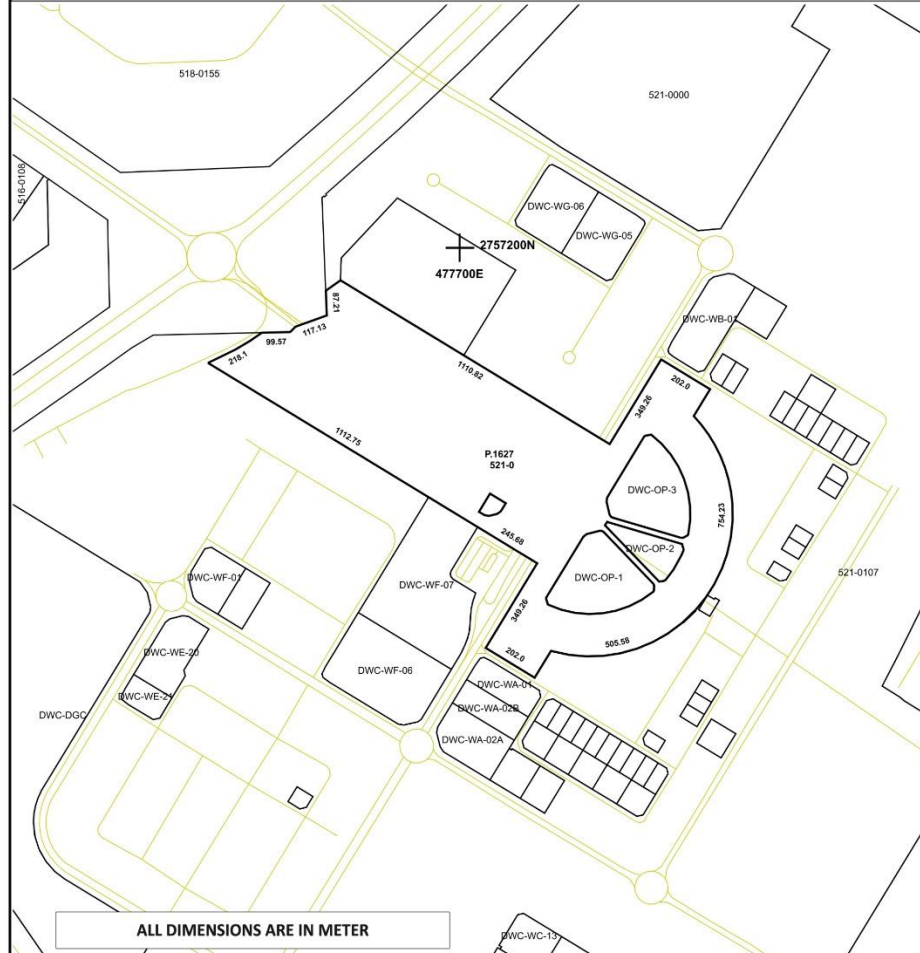 518-0155
521-0000
516-0108
DWC-WG-06
DWC-WG-05
2757200N
477700E
DWC-WB-01
87.21
117.13
99.57
218.1
1110.82
202.0
349.26
1112.75
P.1627
521-0
DWC-OP-3
754.23
245.68
DWC-OP-2
521-0107
DWC-WF-01
DWC-WF-07
DWC-OP-1
349.26
505.58
DWC-WE-20
DWC-WF-06
202.0
DWC-WA-01
DWC-WE-21
DWC-WA-02B
DWC-DGC
DWC-WA-02A
ALL DIMENSIONS ARE IN METER
DWC-WC-13